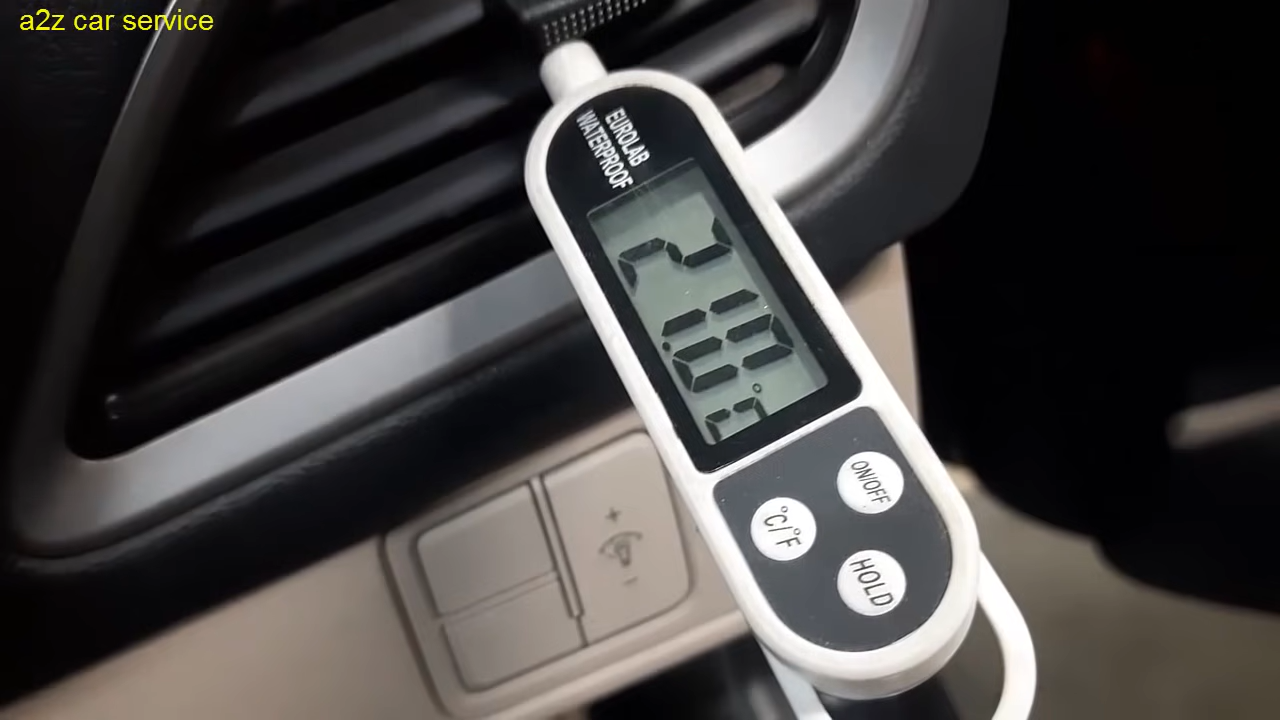 a2z car service
EUROLAB
WATERPROOF
°C
ON/OFF
°C/°F
HOLD
+
-